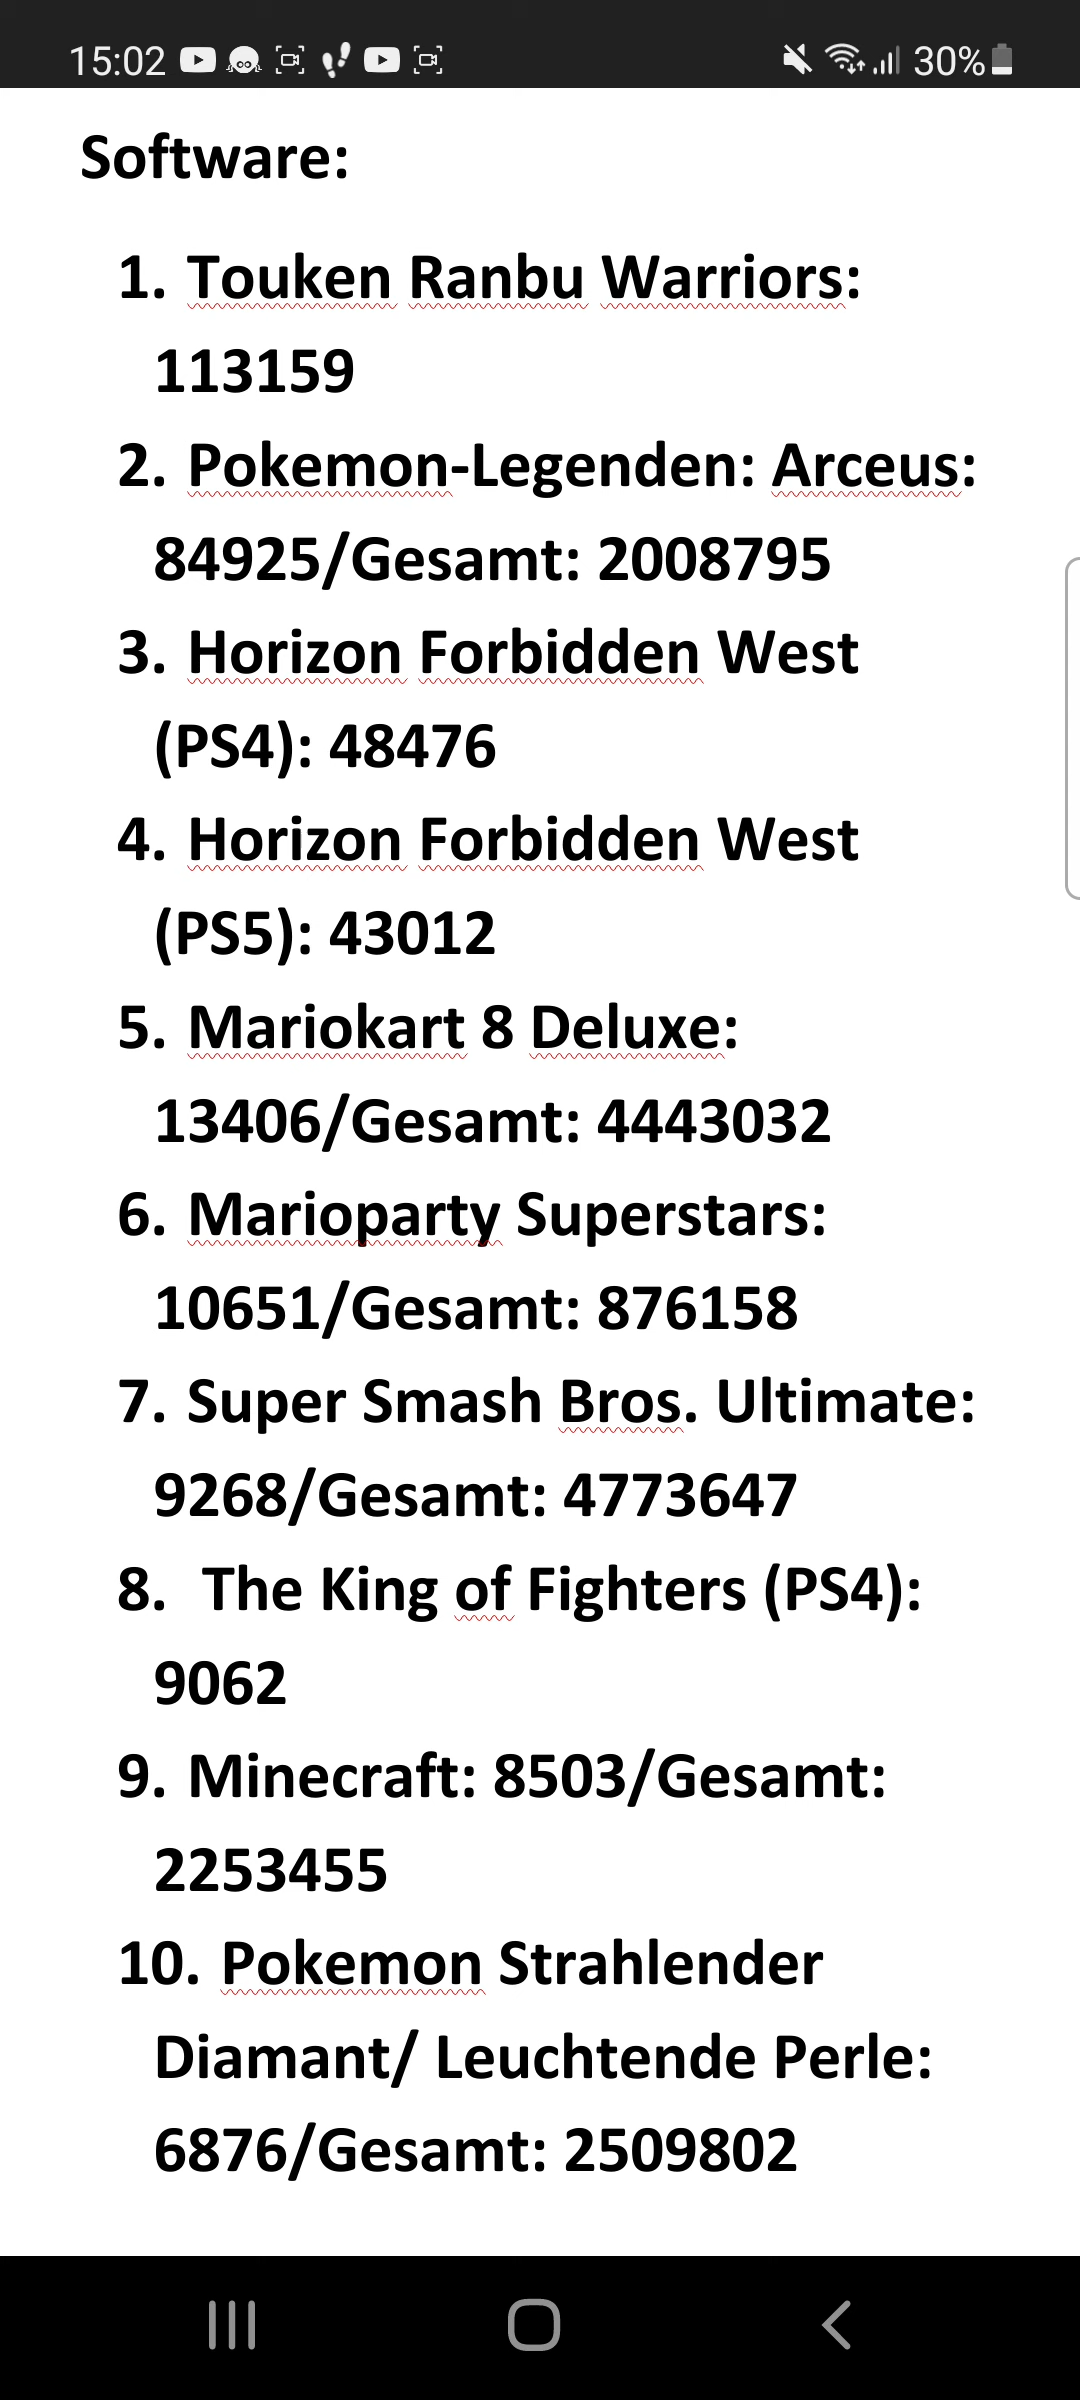 15:02 30%
Software:
1. Touken Ranbu Warriors:
113159
2. Pokemon-Legenden: Arceus:
84925/Gesamt: 2008795
3. Horizon Forbidden West
(PS4): 48476
4. Horizon Forbidden West
(PS5): 43012
5. Mariokart 8 Deluxe:
13406/Gesamt: 4443032
6. Marioparty Superstars:
10651/Gesamt: 876158
7. Super Smash Bros. Ultimate:
9268/Gesamt: 4773647
8. The King of Fighters (PS4):
9062
9. Minecraft: 8503/Gesamt:
2253455
10. Pokemon Strahlender
Diamant/ Leuchtende Perle:
6876/Gesamt: 2509802